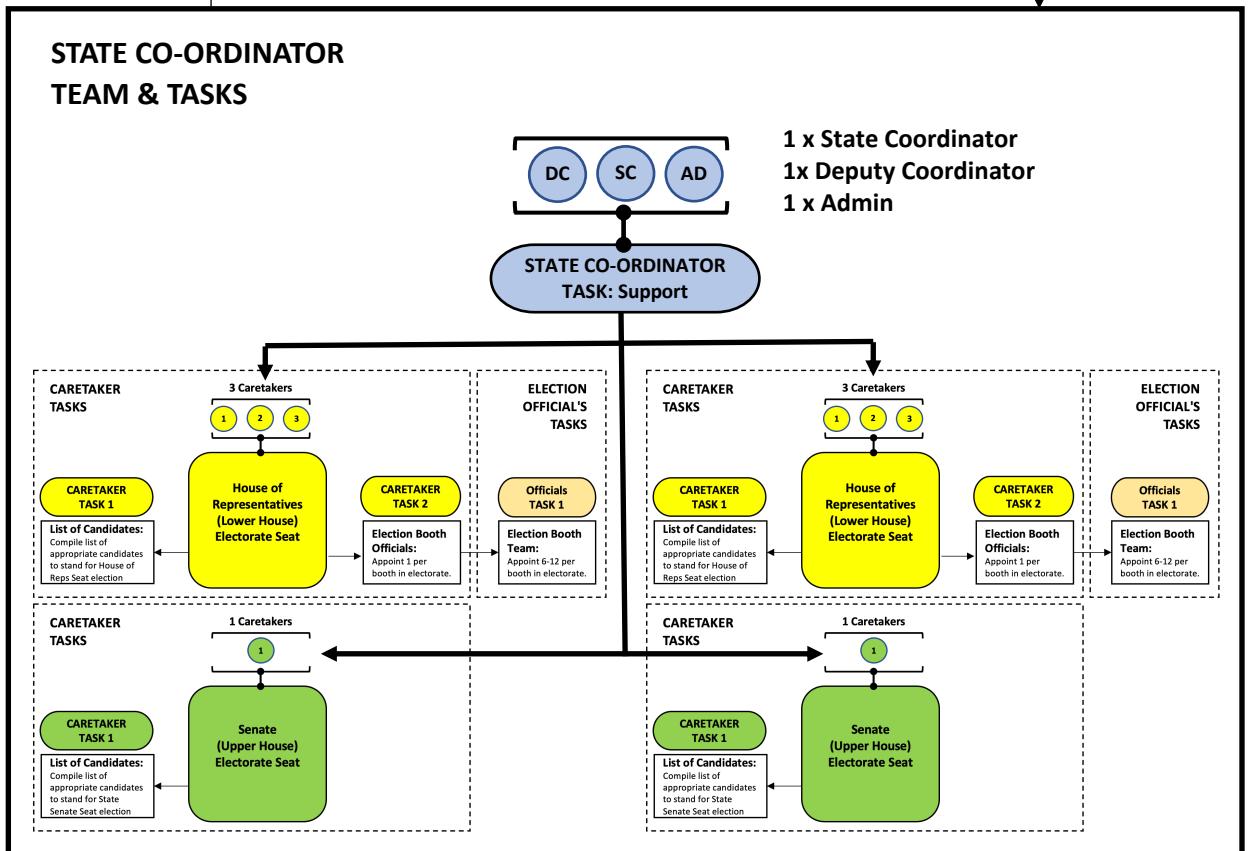 STATE CO-ORDINATOR
TEAM & TASKS
DC
SC
AD
1 x State Coordinator
1x Deputy Coordinator
1 x Admin
STATE CO-ORDINATOR
TASK: Support
CARETAKER
TASKS
3 Caretakers
1
2
3
ELECTION
OFFICIAL'S
TASKS
CARETAKER
TASK 1
List of Candidates:
Compile list of
appropriate candidates
to stand for House of
Reps Seat election
House of
Representatives
(Lower House)
Electorate Seat
CARETAKER
TASK 2
Election Booth
Officials:
Appoint 1 per
booth in electorate.
Officials
TASK 1
Election Booth
Team:
Appoint 6-12 per
booth in electorate.
CARETAKER
TASKS
3 Caretakers
1
2
3
ELECTION
OFFICIAL'S
TASKS
CARETAKER
TASK 1
List of Candidates:
Compile list of
appropriate candidates
to stand for House of
Reps Seat election
House of
Representatives
(Lower House)
Electorate Seat
CARETAKER
TASK 2
Election Booth
Officials:
Appoint 1 per
booth in electorate.
Officials
TASK 1
Election Booth
Team:
Appoint 6-12 per
booth in electorate.
CARETAKER
TASKS
1 Caretakers
1
CARETAKER
TASK 1
List of Candidates:
Compile list of
appropriate candidates
to stand for State
Senate Seat election
Senate
(Upper House)
Electorate Seat
CARETAKER
TASKS
1 Caretakers
1
CARETAKER
TASK 1
List of Candidates:
Compile list of
appropriate candidates
to stand for State
Senate Seat election
Senate
(Upper House)
Electorate Seat